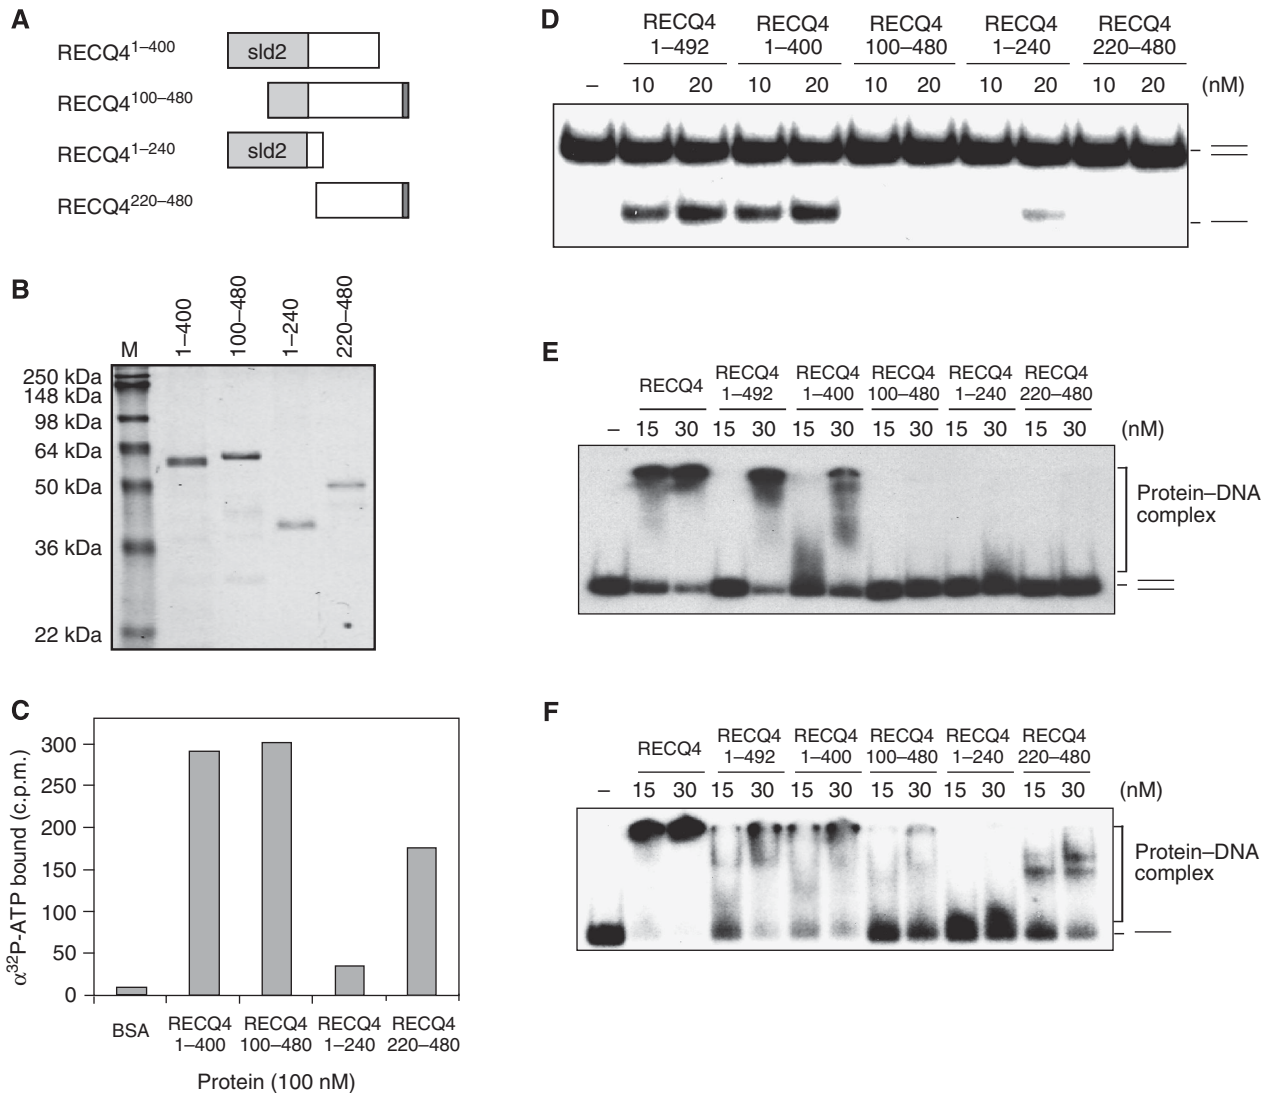 A
RECQ4 1–400
sld2
RECQ4 100–480
RECQ4 1–240
sld2
RECQ4 220–480
B
M 1–400 100–480 1–240 220–480
250 kDa
148 kDa
98 kDa
64 kDa
50 kDa
36 kDa
22 kDa
C
α32P-ATP bound (c.p.m.)
300
250
200
150
100
50
0
BSA
RECQ4 1–400
RECQ4 100–480
RECQ4 1–240
RECQ4 220–480
Protein (100 nM)
D
RECQ4 RECQ4 RECQ4 RECQ4 RECQ4
1–492 1–400 100–480 1–240 220–480
– 10 20 10 20 10 20 10 20 10 20 (nM)
E
RECQ4 RECQ4 RECQ4 RECQ4 RECQ4 RECQ4
1–492 1–400 100–480 1–240 220–480
– 15 30 15 30 15 30 15 30 15 30 15 30 (nM)
Protein–DNA
complex
F
RECQ4 RECQ4 RECQ4 RECQ4 RECQ4 RECQ4
1–492 1–400 100–480 1–240 220–480
– 15 30 15 30 15 30 15 30 15 30 15 30 (nM)
Protein–DNA
complex